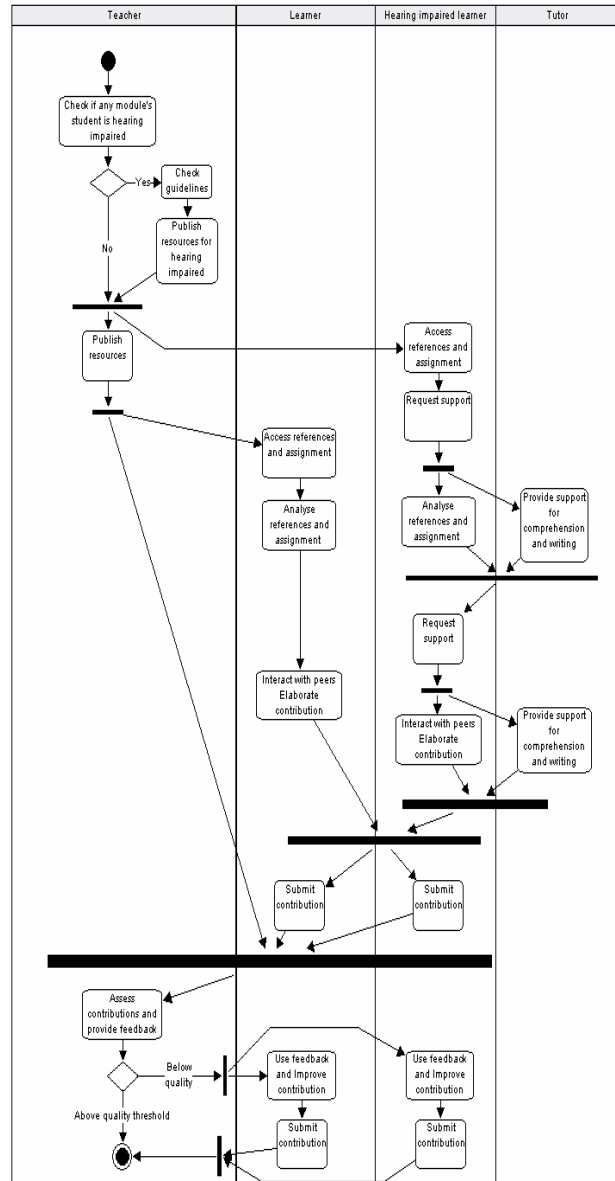 Teacher
Learner
Hearing impaired learner
Tutor
Check if any module's
student is hearing
impaired
Yes
Check
guidelines
No
Publish
resources for
hearing
impaired
Publish
resources
Access
references and
assignment
Request support
Access references
and assignment
Analyse
references and
assignment
Analyse
references and
assignment
Provide support
for
comprehension
and writing
Request
support
Interact with peers
Elaborate
contribution
Interact with peers
Elaborate
contribution
Provide support
for
comprehension
and writing
Submit
contribution
Submit
contribution
Assess
contributions and
provide feedback
Below
quality
Above quality threshold
Use feedback
and Improve
contribution
Use feedback
and Improve
contribution
Submit
contribution
Submit
contribution